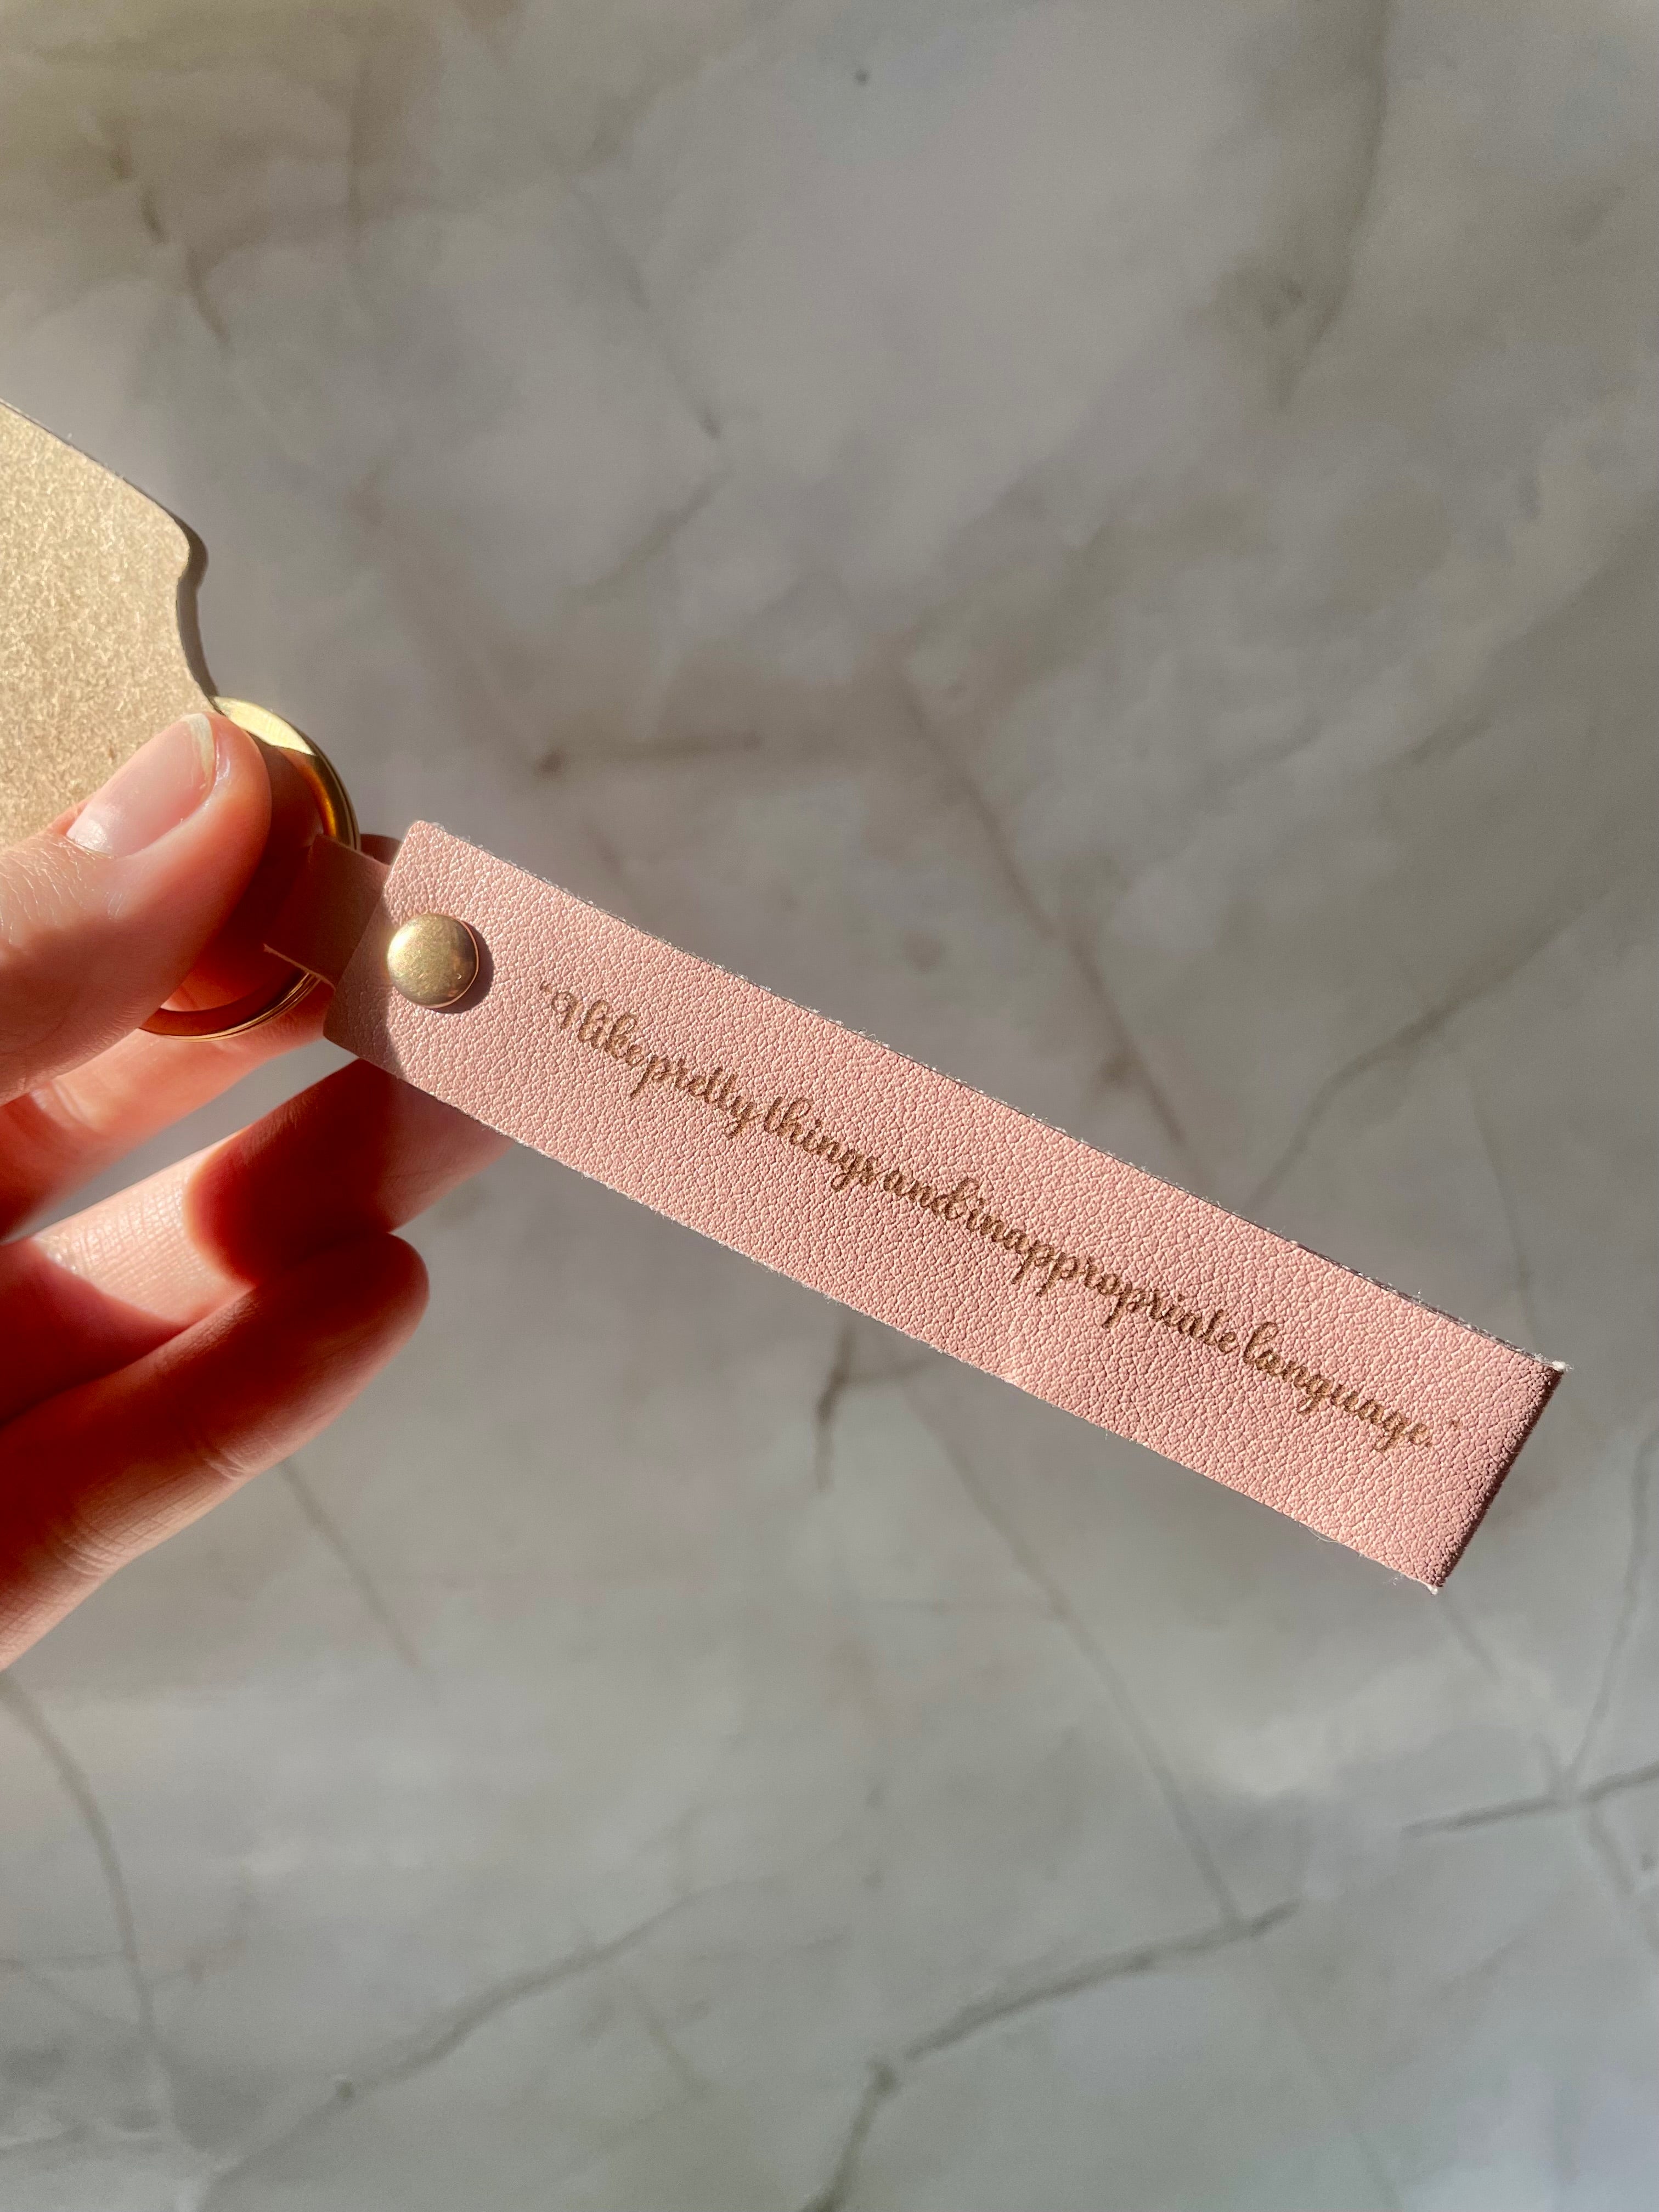 "I like pretty things and inappropriate language."